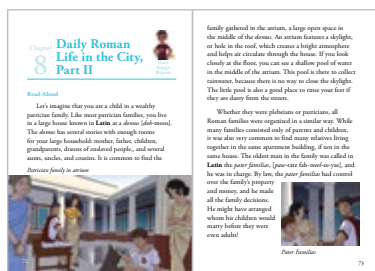 Chapter
8
Daily Roman
Life in the City,
Part II
Read-Aloud
Let's imagine that you are a child in a wealthy
patrician family. Like most patrician families, you live
in a large house known in Latin as a domus [doh-moos].
The domus has several stories with enough rooms
for your large household: mother, father, children,
grandparents, dozens of enslaved people, and several
aunts, uncles, and cousins. It is common to find the
Patrician family in atrium
72
family gathered in the atrium, a large open space in
the middle of the domus. An atrium features a skylight,
or hole in the roof, which creates a bright atmosphere
and helps air circulate through the house. If you look
closely at the floor, you can see a shallow pool of water
in the middle of the atrium. This pool is there to collect
rainwater, because there is no way to close the skylight.
The little pool is also a good place to rinse your feet if
they are dusty from the streets.
Whether they were plebeians or patricians, all
Roman families were organized in a similar way. While
many families consisted only of parents and children,
it was also very common to find many relatives living
together in the same apartment building, if not in the
same house. The oldest man in the family was called in
Latin the pater familias,
and he was in charge. By law, the pater familias had control
over the family's property
and money, and he made
all the family decisions.
He might have arranged
whom his children would
marry before they were
even adults!
Pater Familias
73